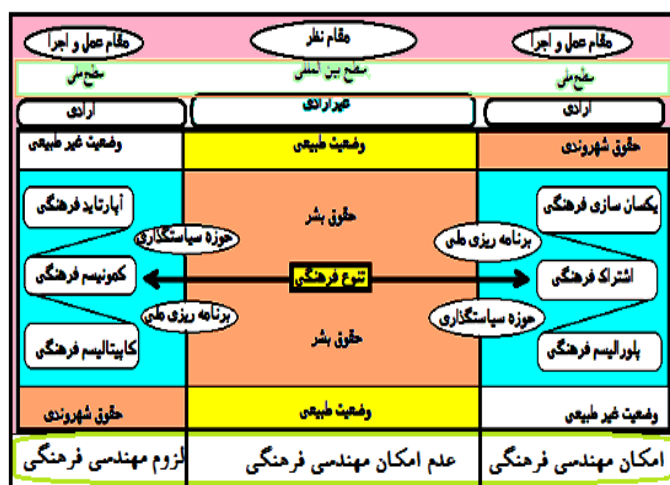 مقام عمل و اجرا
مقام نظر
مقام عمل و اجرا
سطح ملی
سطح بین المللی
سطح ملی
ارادی
غیرارادی
ارادی
حقوق شهروندی
وضعیت طبیعی
وضعیت غیر طبیعی
یکسان سازی فرهنگی
حقوق بشر
آپارتاید فرهنگی
برنامه ریزی ملی
حوزه سیاستگذاری
اشتراک فرهنگی
تنوع فرهنگی
کمونیسم فرهنگی
حوزه سیاستگذاری
حقوق بشر
برنامه ریزی ملی
پلورالیسم فرهنگی
کاپیتالیسم فرهنگی
وضعیت غیر طبیعی
وضعیت طبیعی
حقوق شهروندی
امکان مهندسی فرهنگی
عدم امکان مهندسی فرهنگی
لزوم مهندسی فرهنگی